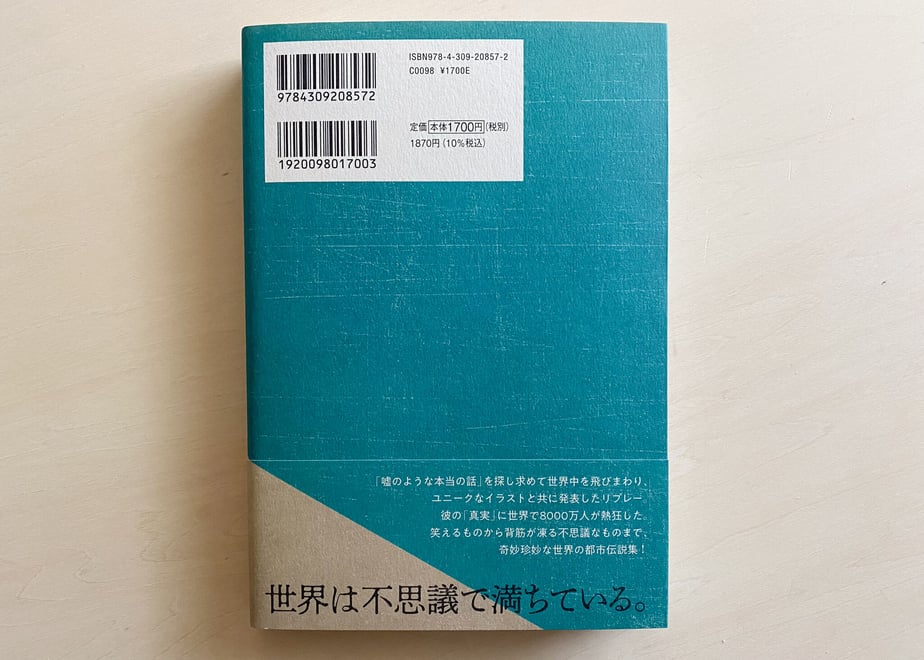 9784309208572
1920098017003
ISBN978-4-309-20857-2
C0098 ¥1700E
定価 本体1700円 (税別)
1870円 (10%税込)
「嘘のような本当の話」を探し求めて世界中を飛びまわり、
ユニークなイラストと共に発表したリプレー
彼の「真実」に世界で8000万人が熱狂した。
笑えるものから背筋が凍る不思議なものまで、
奇妙珍妙な世界の都市伝説集！
世界は不思議で満ちている。